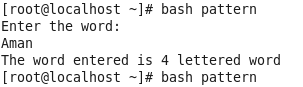 [root@localhost ~]# bash pattern
Enter the word:
Aman
The word entered is 4 lettered word
[root@localhost ~]# bash pattern